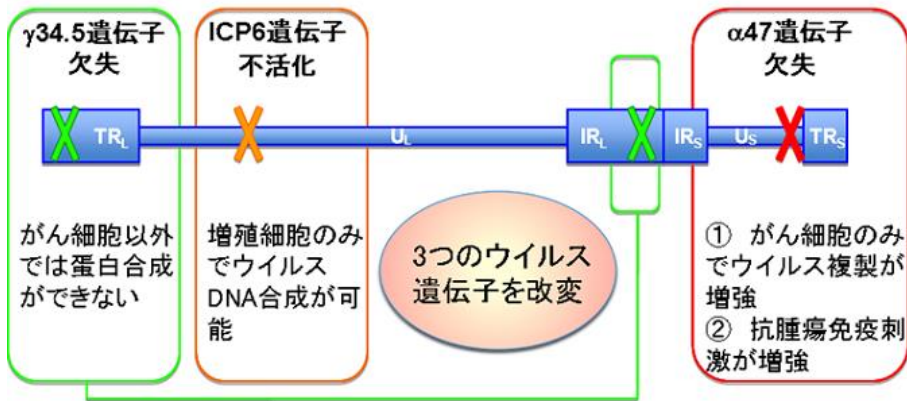 γ34.5遺伝子
欠失
ICP6遺伝子
不活化
α47遺伝子
欠失
TRL
UL
IRL
IRS
US
TRS
がん細胞以外
では蛋白合成
ができない
増殖細胞のみ
でウイルス
DNA合成が可
能
3つのウイルス
遺伝子を改変
① がん細胞のみ
でウイルス複製が
増強
② 抗腫瘍免疫刺
激が増強